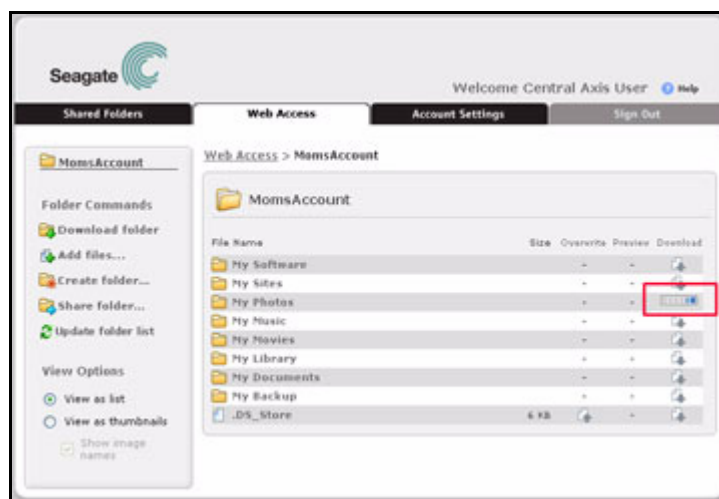 Seagate
Welcome Central Axis User Help
Shared Folders Web Access Account Settings Sign Out
MomsAccount
Folder Commands
Download folder
Add files...
Create folder...
Share folder...
Update folder list
View Options
View as list
View as thumbnails
Show image
names
Web Access > MomsAccount
MomsAccount
File Name Size Overwrite Preview Download
My Software - -
My Sites - -
My Photos - -
My Music - -
My Movies - -
My Library - -
My Documents - -
My Backup - -
.DS_Store 6 KB -